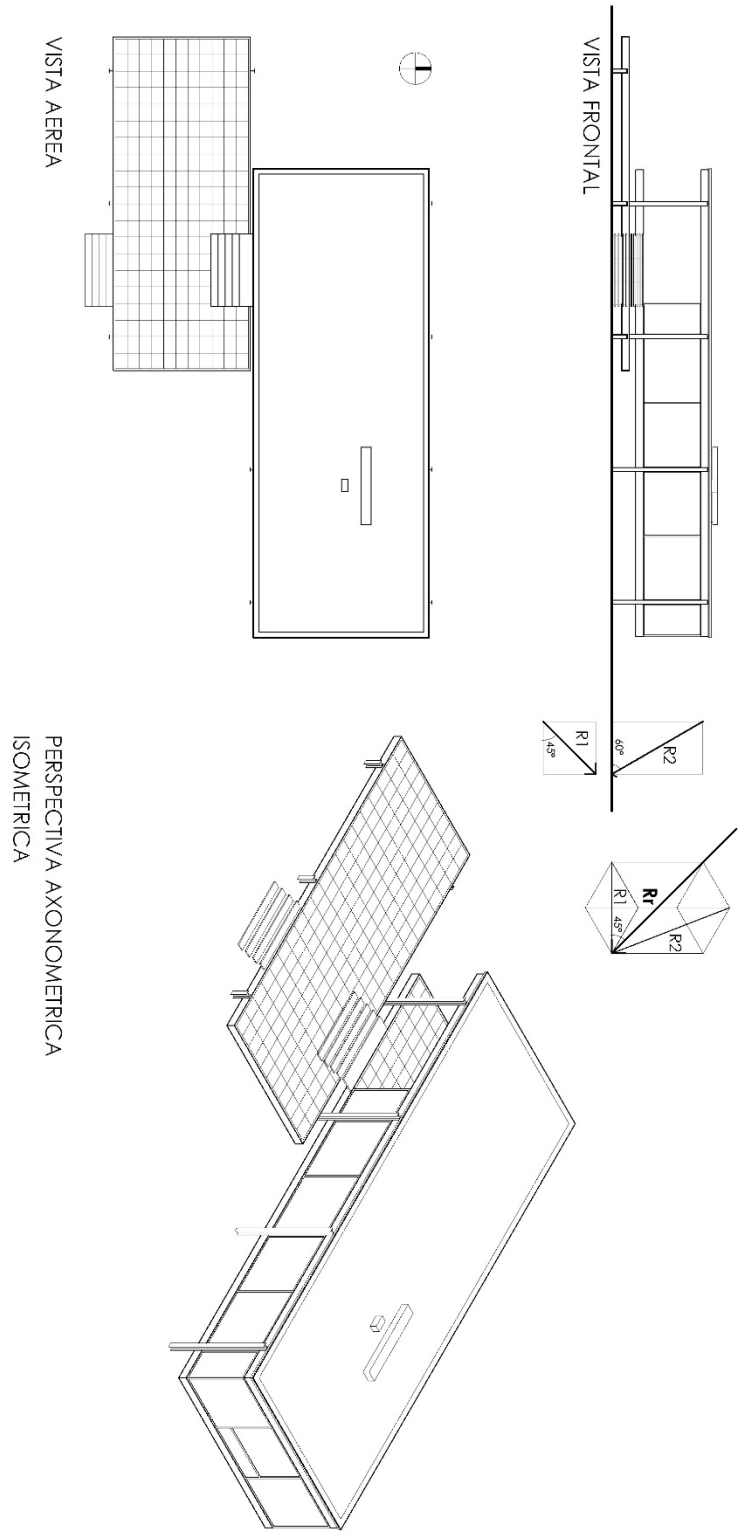 VISTA FRONTAL
R2
60°
R1
45°
Rr
R1
45°
R2
VISTA AEREA
PERSPECTIVA AXONOMETRICA
ISOMETRICA